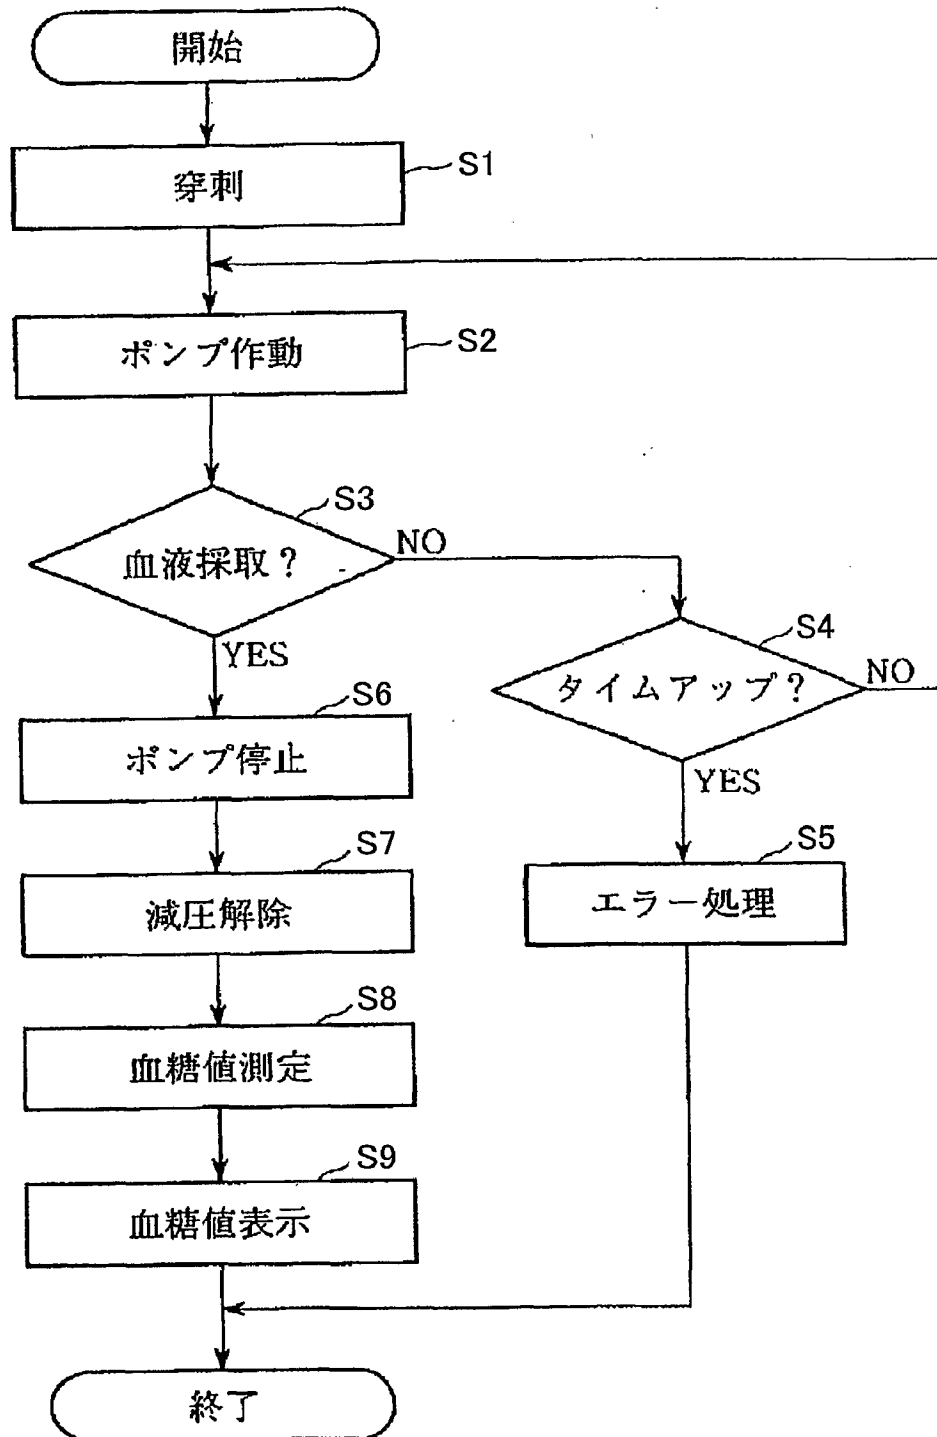 開始
穿刺
S1
ポンプ作動
S2
S3
血液採取?
NO
YES
S4
タイムアップ?
NO
YES
S6
ポンプ停止
S5
エラー処理
S7
減圧解除
S8
血糖値測定
S9
血糖値表示
終了